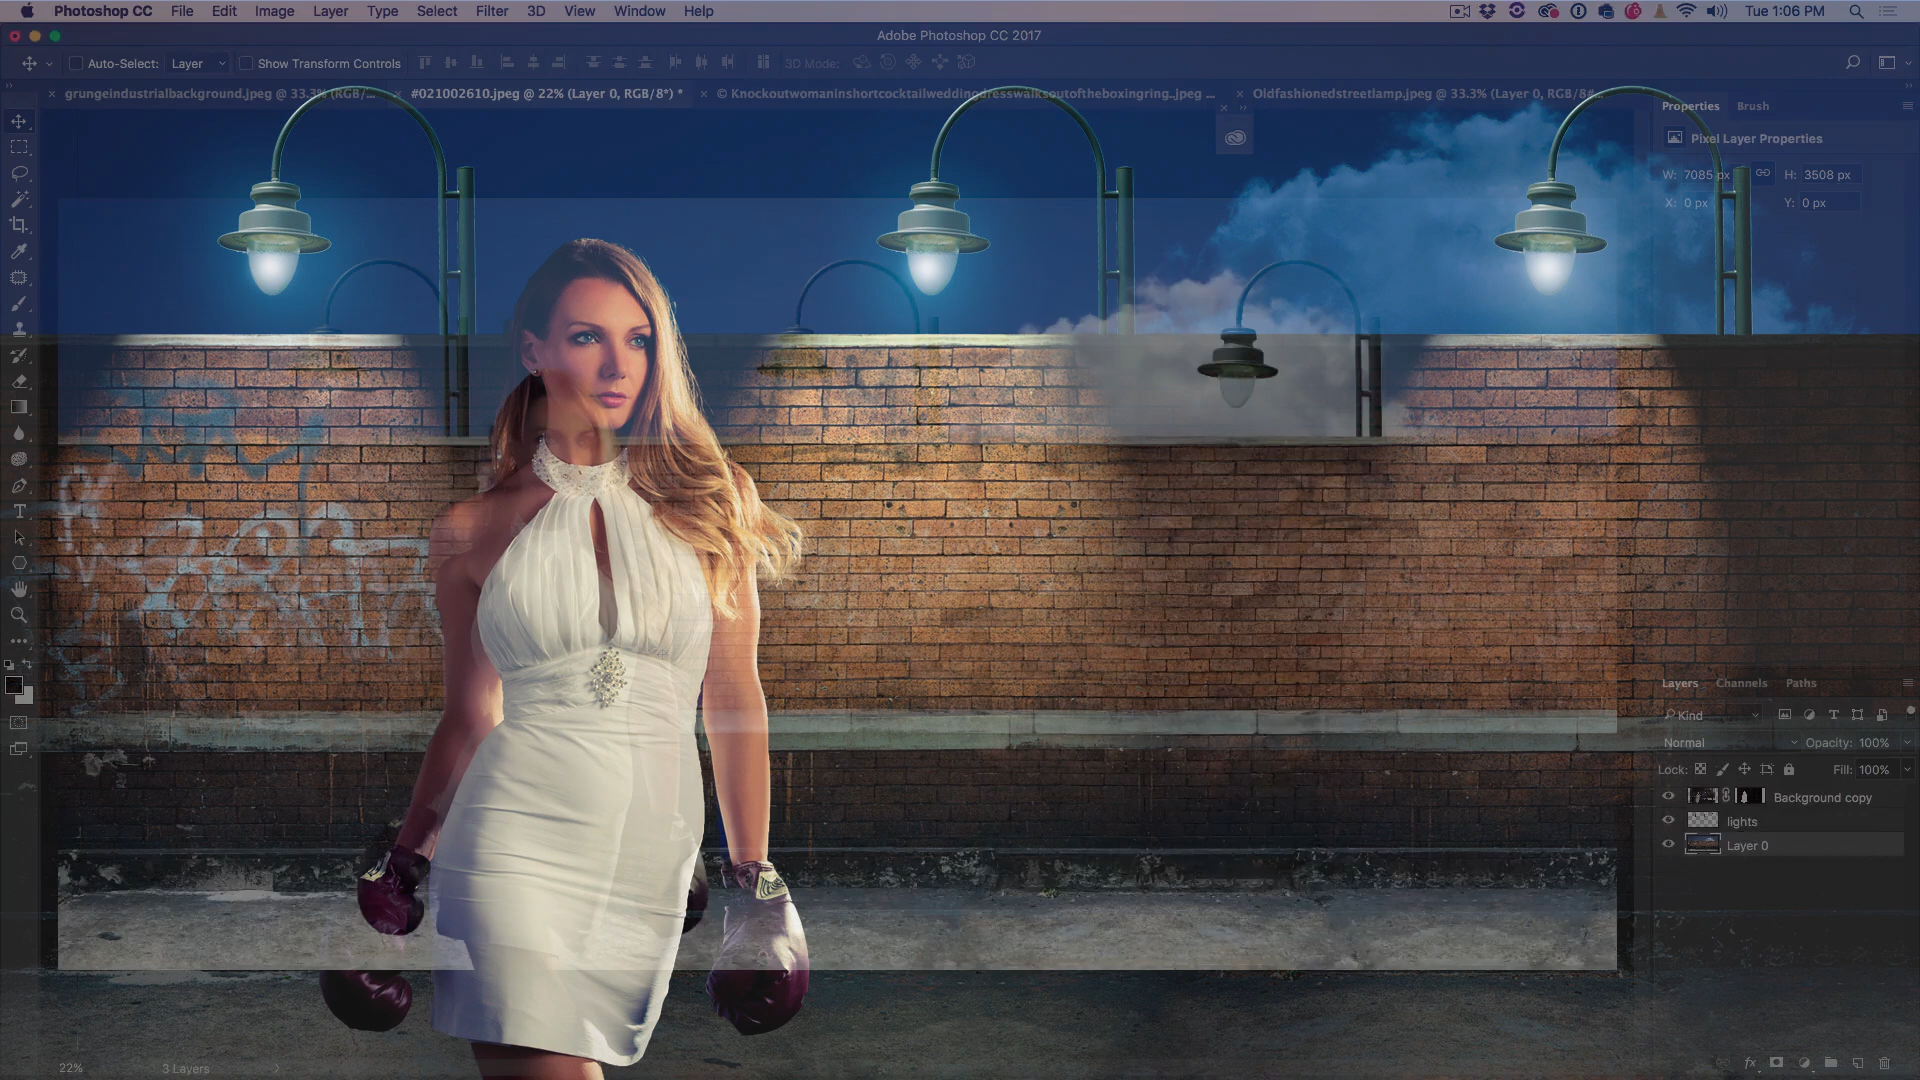 Photoshop CC File Edit Image Layer Type Select Filter 3D View Window Help Tue 1:06 PM
Adobe Photoshop CC 2017
Auto-Select: Layer Show Transform Controls 3D Mode:
grungeindustrialbackground.jpeg @ 33.3% (RGB/... #021002610.jpeg @ 22% (Layer 0, RGB/8*) * © Knockoutwomaninshortcocktailweddingdresswalksoutoftheboxingring..jpeg ... Oldfashionedstreetlamp.jpeg @ 33.3% (Layer 0, RGB/8#...
Properties Brush
Pixel Layer Properties
W: 7085 px H: 3508 px
X: 0 px Y: 0 px
Layers Channels Paths
Kind
Normal Opacity: 100%
Lock: Fill: 100%
Background copy
lights
Layer 0
22% 3 Layers